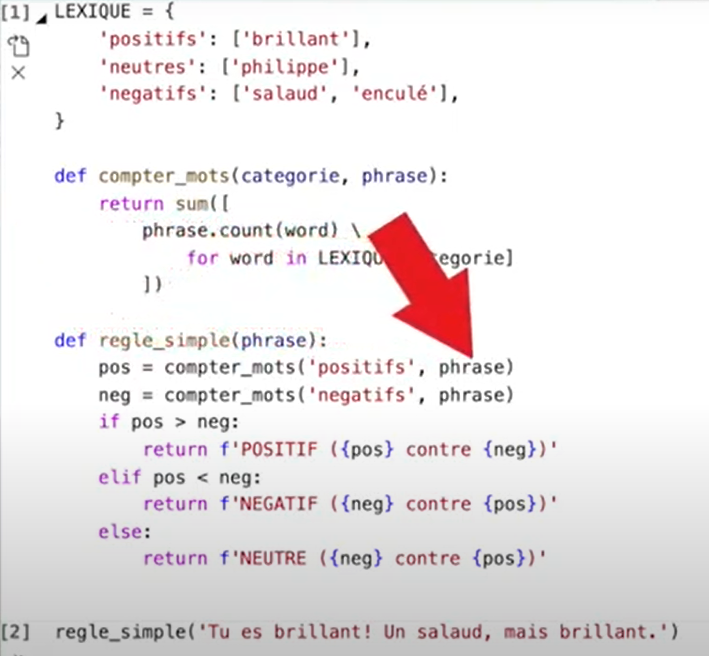 [1] LEXIQUE = {
'positifs': ['brillant'],
'neutres': ['philippe'],
'negatifs': ['salaud', 'enculé'],
}
def compter_mots(categorie, phrase):
return sum([
phrase.count(word) \
for word in LEXIQU egorie]
])
def regle_simple(phrase):
pos = compter_mots('positifs', phrase)
neg = compter_mots('negatifs', phrase)
if pos > neg:
return f'POSITIF ({pos} contre {neg})'
elif pos < neg:
return f'NEGATIF ({neg} contre {pos})'
else:
return f'NEUTRE ({neg} contre {pos})'
[2] regle_simple('Tu es brillant! Un salaud, mais brillant.')